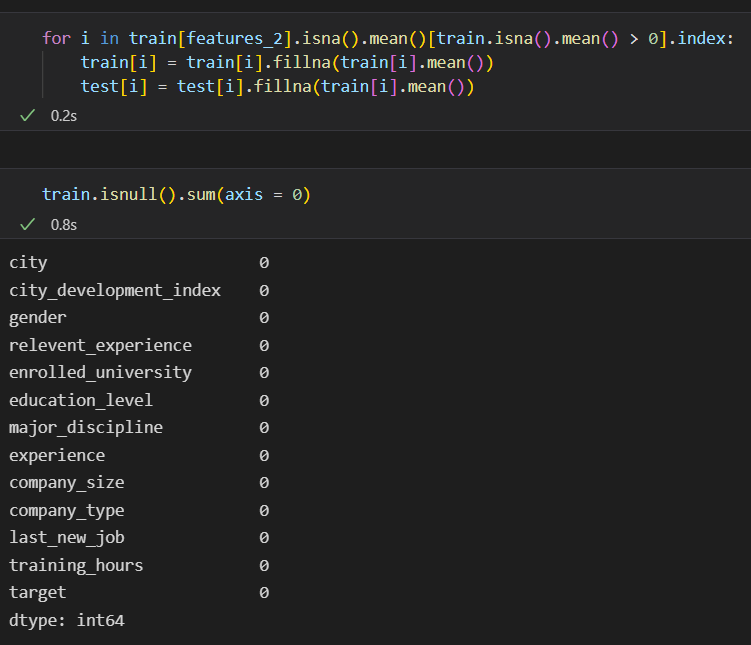 for i in train[features_2].isna().mean()[train.isna().mean() > 0].index:
    train[i] = train[i].fillna(train[i].mean())
    test[i] = test[i].fillna(train[i].mean())
✓ 0.2s
train.isnull().sum(axis = 0)
✓ 0.8s
city 0
city_development_index 0
gender 0
relevent_experience 0
enrolled_university 0
education_level 0
major_discipline 0
experience 0
company_size 0
company_type 0
last_new_job 0
training_hours 0
target 0
dtype: int64